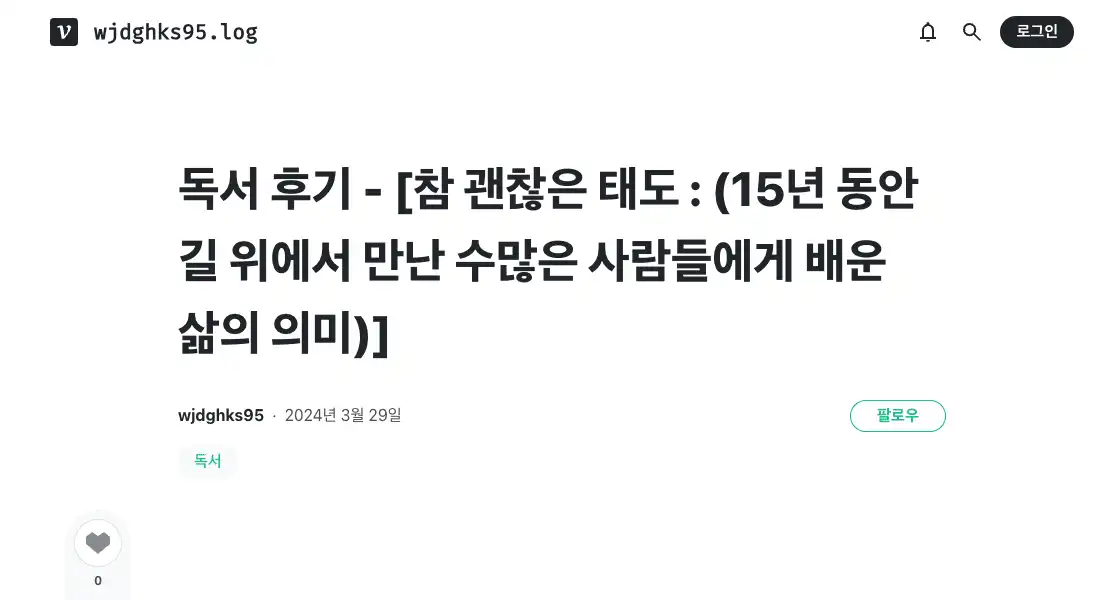 v wjdghks95.log
로그인
독서 후기 - [참 괜찮은 태도 : (15년 동안
길 위에서 만난 수많은 사람들에게 배운
삶의 의미)]
wjdghks95 · 2024년 3월 29일
팔로우
독서
0